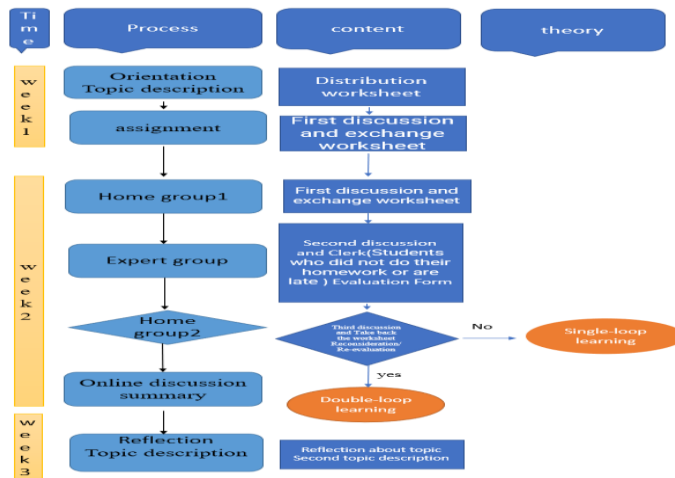 Ti
m
e
Process
content
theory
w
e
e
k
1
Orientation
Topic description
Distribution
worksheet
assignment
First discussion
and exchange
worksheet
w
e
e
k
2
Home group1
First discussion and
exchange worksheet
Expert group
Second discussion
and Clerk(Students
who did not do their
homework or are
late ) Evaluation Form
Home
group2
Third discussion
and Take back
the worksheet
Reconsideration/
Re-evaluation
No
Single-loop
learning
yes
Online discussion
summary
Double-loop
learning
w
e
e
k
3
Reflection
Topic description
Reflection about topic
Second topic description